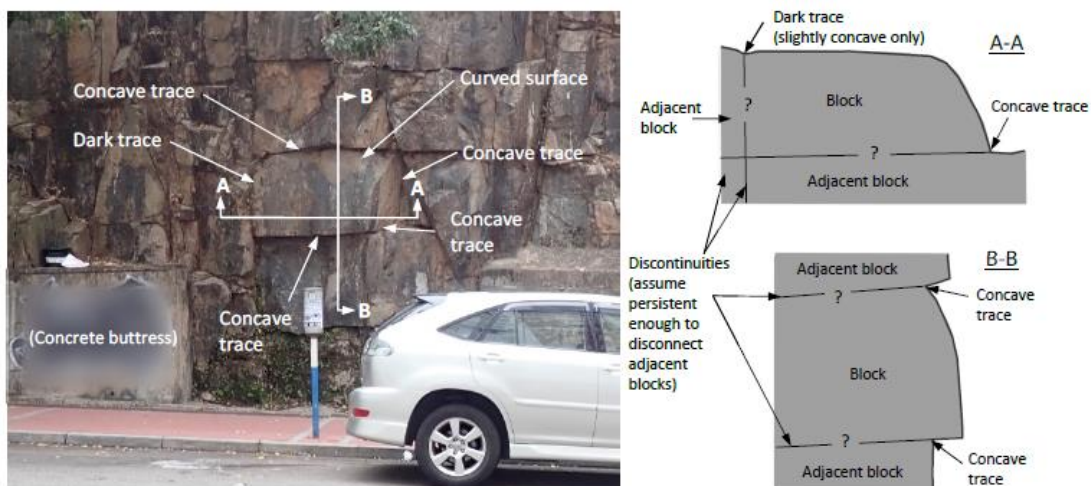 Concave trace
Dark trace
A
B
Curved surface
Concave trace
A
Concave
trace
B
Concave
trace
(Concrete buttress)
Dark trace
(slightly concave only)
A-A
?
Block
Adjacent
block
Concave trace
?
Adjacent block
Discontinuities
(assume
persistent
enough to
disconnect
adjacent
blocks)
B-B
Adjacent block
?
Concave
trace
Block
?
Adjacent block
Concave
trace